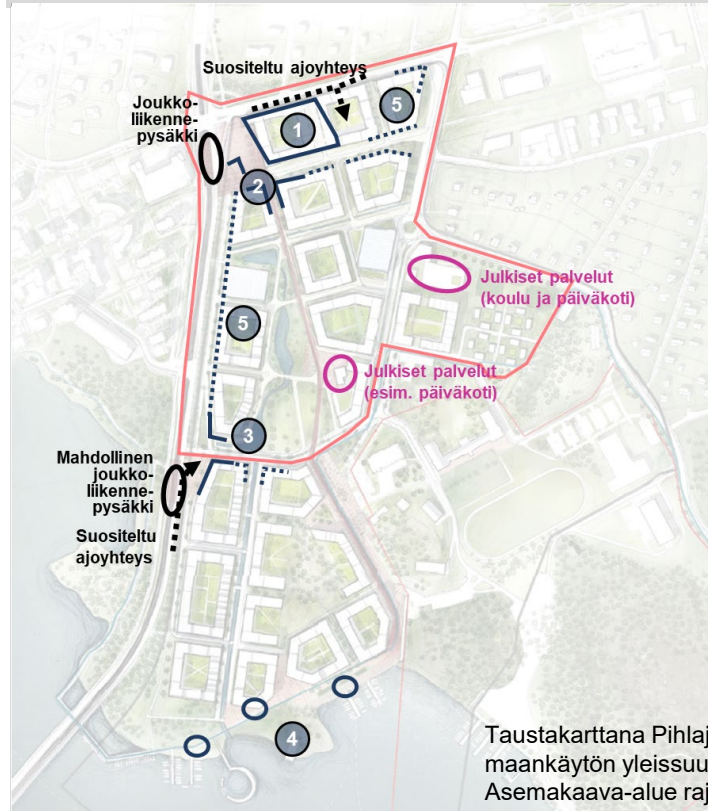 Suositeltu ajoyhteys
Joukko-
liikenne-
pysäkki
1
5
2
Julkiset palvelut
(koulu ja päiväkoti)
5
Julkiset palvelut
(esim. päiväkoti)
3
Mahdollinen
joukko-
liikenne-
pysäkki
Suositeltu
ajoyhteys
4
Taustakarttana Pihlaj
maankäytön yleissuu
Asemakaava-alue raj